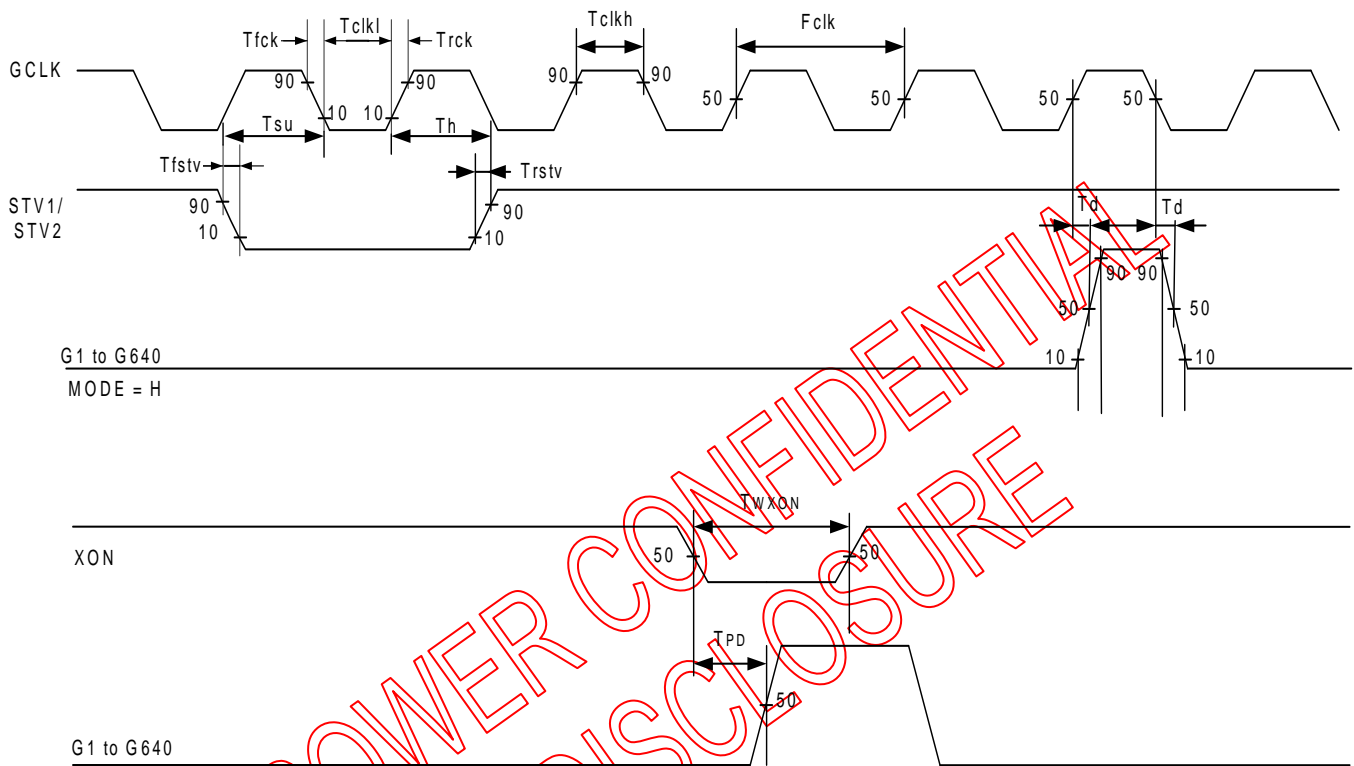 Tfck Tclkl Trck Tclkh Fclk
GCLK 90 90 90 90 50 50 50 50
10 10
Tsu Th
Tfstv Trstv
STV1/
STV2
90 90
10 10
Td Td
90 90
50 50
10 10
G1 to G640
MODE = H
TWXON
XON
50 50
TPD
50
G1 to G640
POWER CONFIDENTIAL
DISCLOSURE